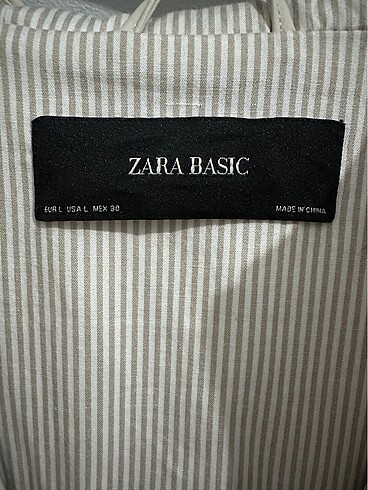 ZARA BASIC
EUR L USA L MEX 30 MADE IN CHINA